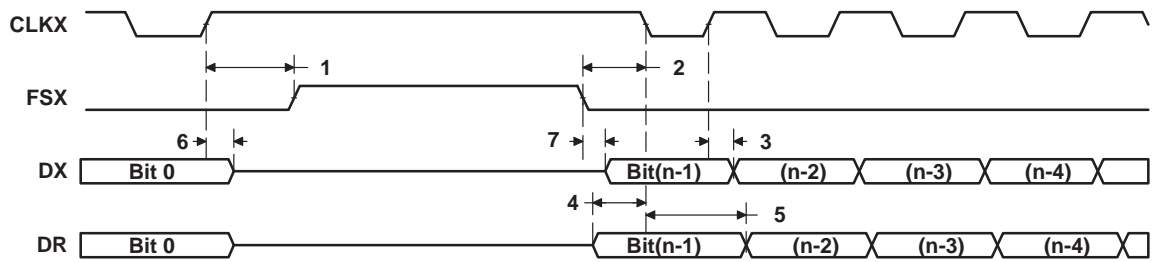 CLKX
1 2
FSX
6 7 3
DX Bit 0 Bit(n-1) (n-2) (n-3) (n-4)
4 5
DR Bit 0 Bit(n-1) (n-2) (n-3) (n-4)